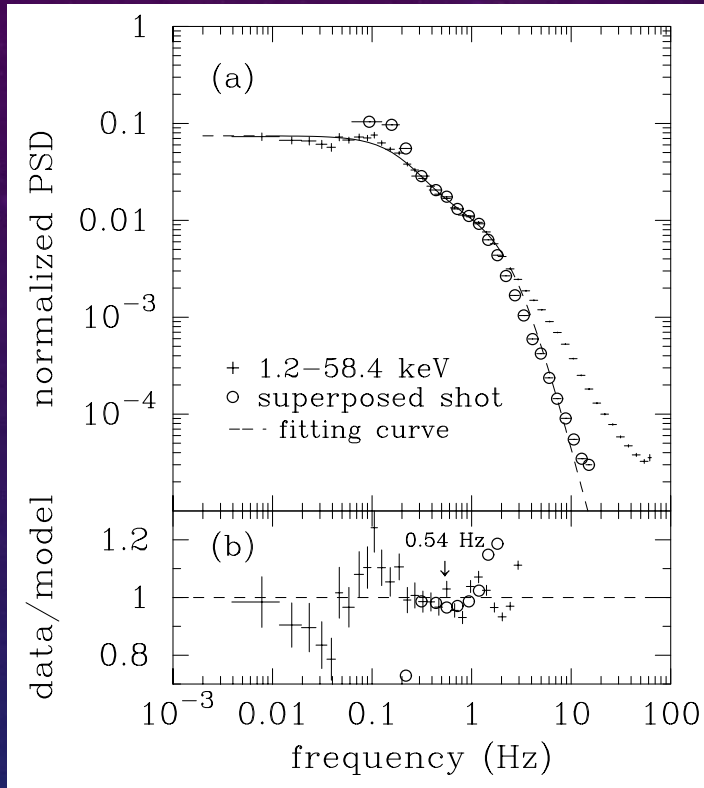 1
(a)
0.1
0.01
10−3
10−4
normalized PSD
1.2−58.4 keV
superposed shot
fitting curve
(b)
0.54 Hz
1.2
1
0.8
data/model
10−3 0.01 0.1 1 10 100
frequency (Hz)